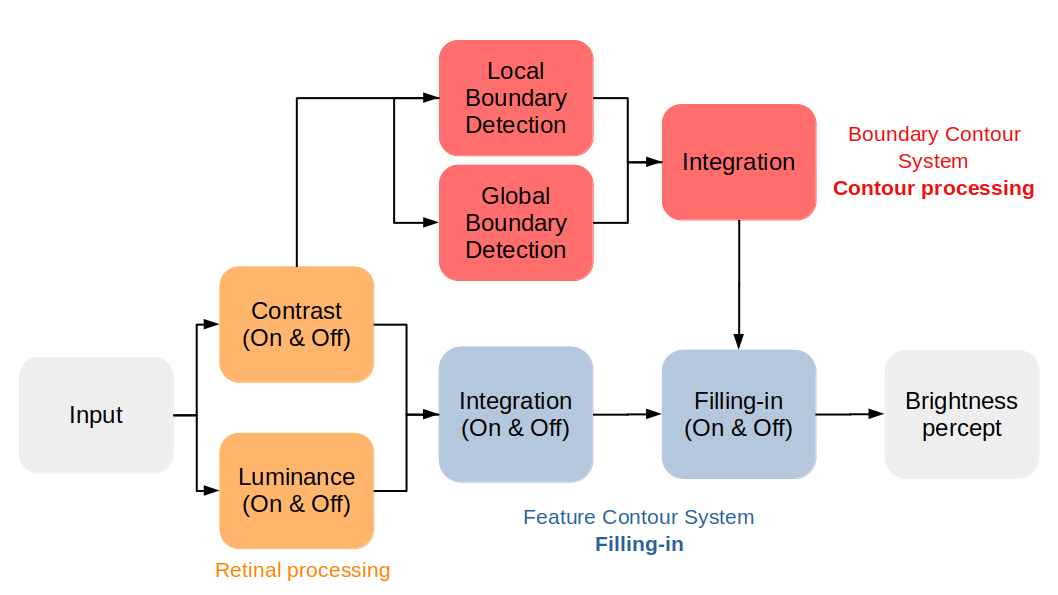 Local
Boundary
Detection
Global
Boundary
Detection
Integration
Boundary Contour
System
Contour processing
Contrast
(On & Off)
Input
Luminance
(On & Off)
Retinal processing
Integration
(On & Off)
Filling-in
(On & Off)
Brightness
percept
Feature Contour System
Filling-in